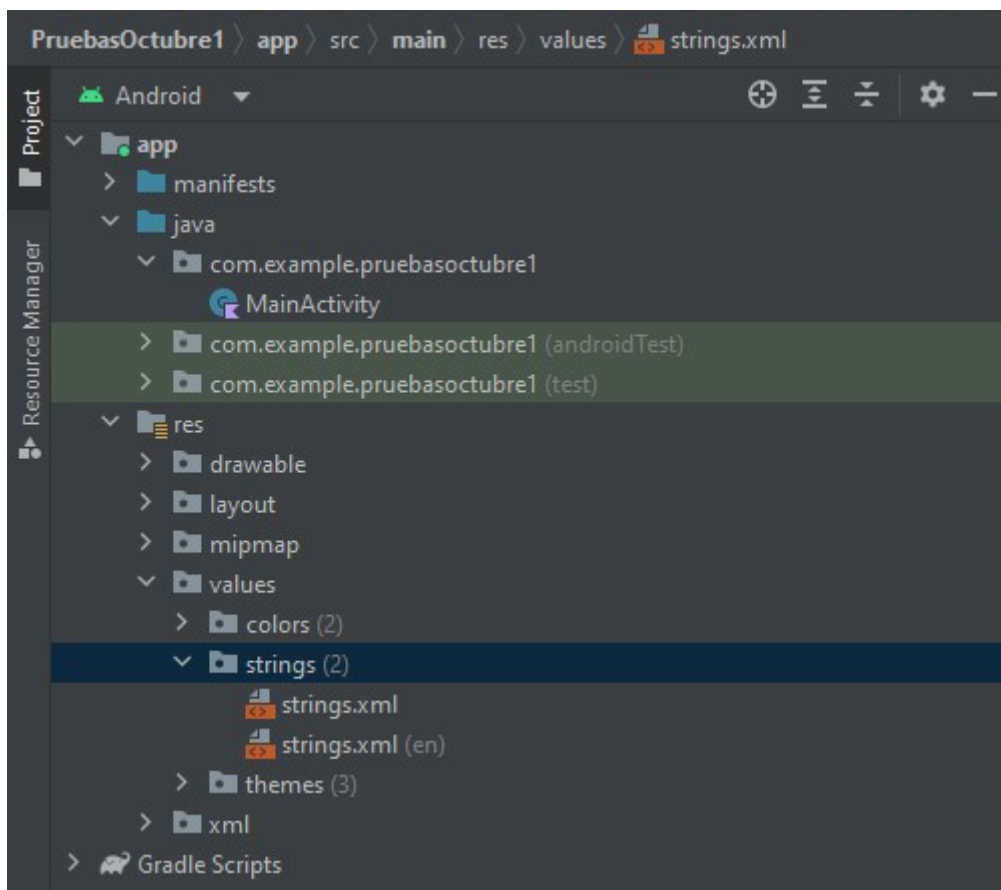 PruebasOctubre1 〉 app 〉 src 〉 main 〉 res 〉 values 〉 strings.xml
Project
Resource Manager
Android
app
manifests
java
com.example.pruebasoctubre1
MainActivity
com.example.pruebasoctubre1 (androidTest)
com.example.pruebasoctubre1 (test)
res
drawable
layout
mipmap
values
colors (2)
strings (2)
strings.xml
strings.xml (en)
themes (3)
xml
Gradle Scripts